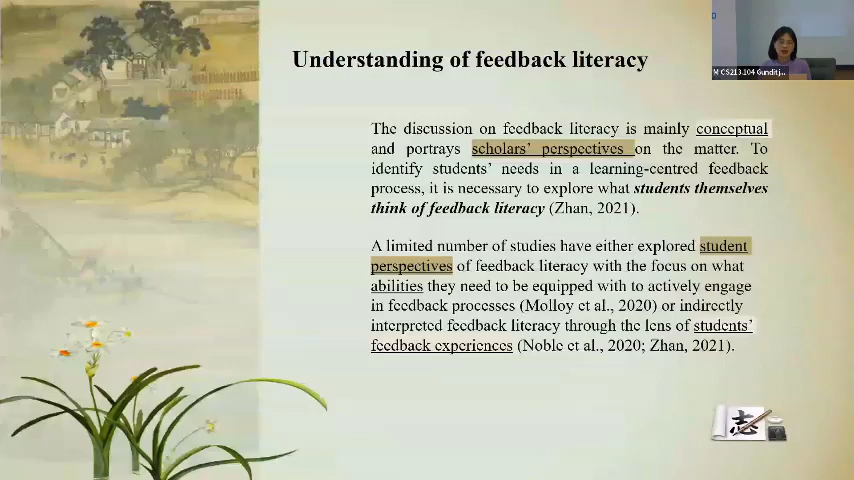 Understanding of feedback literacy
M CS213.104 Gunditj...
The discussion on feedback literacy is mainly conceptual
and portrays scholars' perspectives on the matter. To
identify students' needs in a learning-centred feedback
process, it is necessary to explore what students themselves
think of feedback literacy (Zhan, 2021).
A limited number of studies have either explored student
perspectives of feedback literacy with the focus on what
abilities they need to be equipped with to actively engage
in feedback processes (Molloy et al., 2020) or indirectly
interpreted feedback literacy through the lens of students'
feedback experiences (Noble et al., 2020; Zhan, 2021).
志